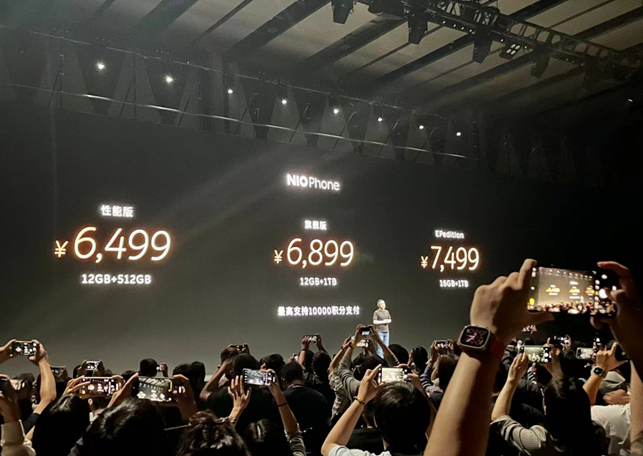 NIO Phone
性能版
¥6,499
12GB+512GB
旗舰版
¥6,899
12GB+1TB
EPedition
¥7,499
16GB+1TB
最高支持10000积分支付